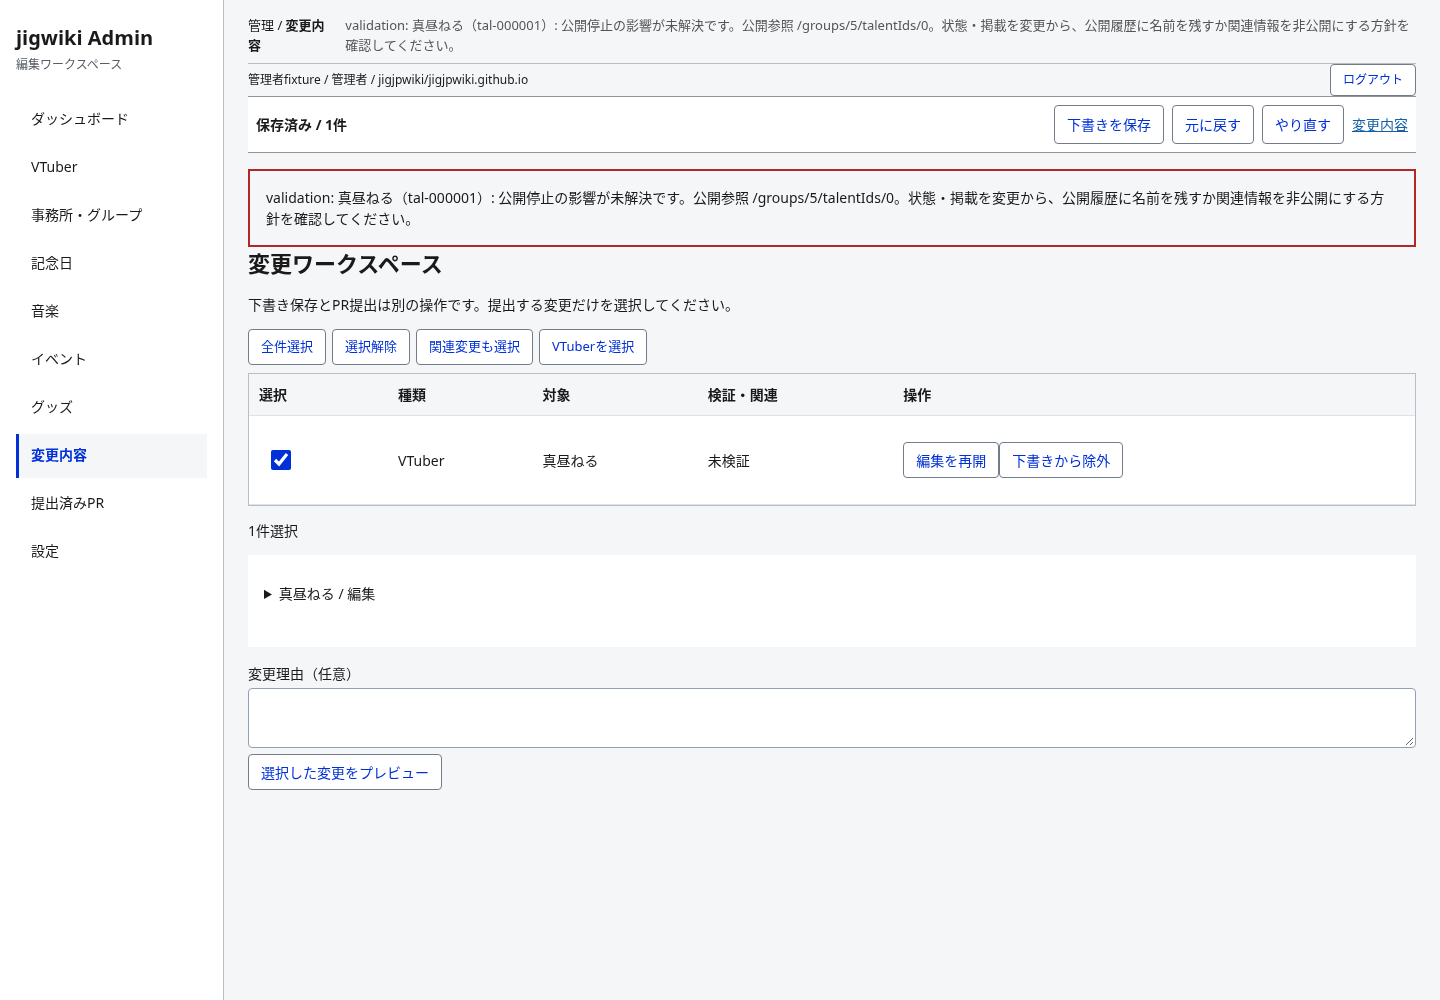 jigwiki Admin
編集ワークスペース
ダッシュボード
VTuber
事務所・グループ
記念日
音楽
イベント
グッズ
変更内容
提出済みPR
設定
管理 / 変更内
容
validation: 真昼ねる（tal-000001）: 公開停止の影響が未解決です。公開参照 /groups/5/talentIds/0。状態・掲載を変更から、公開履歴に名前を残すか関連情報を非公開にする方針を
確認してください。
管理者fixture / 管理者 / jigjpwiki/jigjpwiki.github.io
ログアウト
保存済み / 1件
下書きを保存
元に戻す
やり直す
変更内容
validation: 真昼ねる（tal-000001）: 公開停止の影響が未解決です。公開参照 /groups/5/talentIds/0。状態・掲載を変更から、公開履歴に名前を残すか関連情報を非公開にする方
針を確認してください。
変更ワークスペース
下書き保存とPR提出は別の操作です。提出する変更だけを選択してください。
全件選択
選択解除
関連変更も選択
VTuberを選択
選択 種類 対象 検証・関連 操作
VTuber 真昼ねる 未検証 編集を再開 下書きから除外
1件選択
真昼ねる / 編集
変更理由（任意）
選択した変更をプレビュー